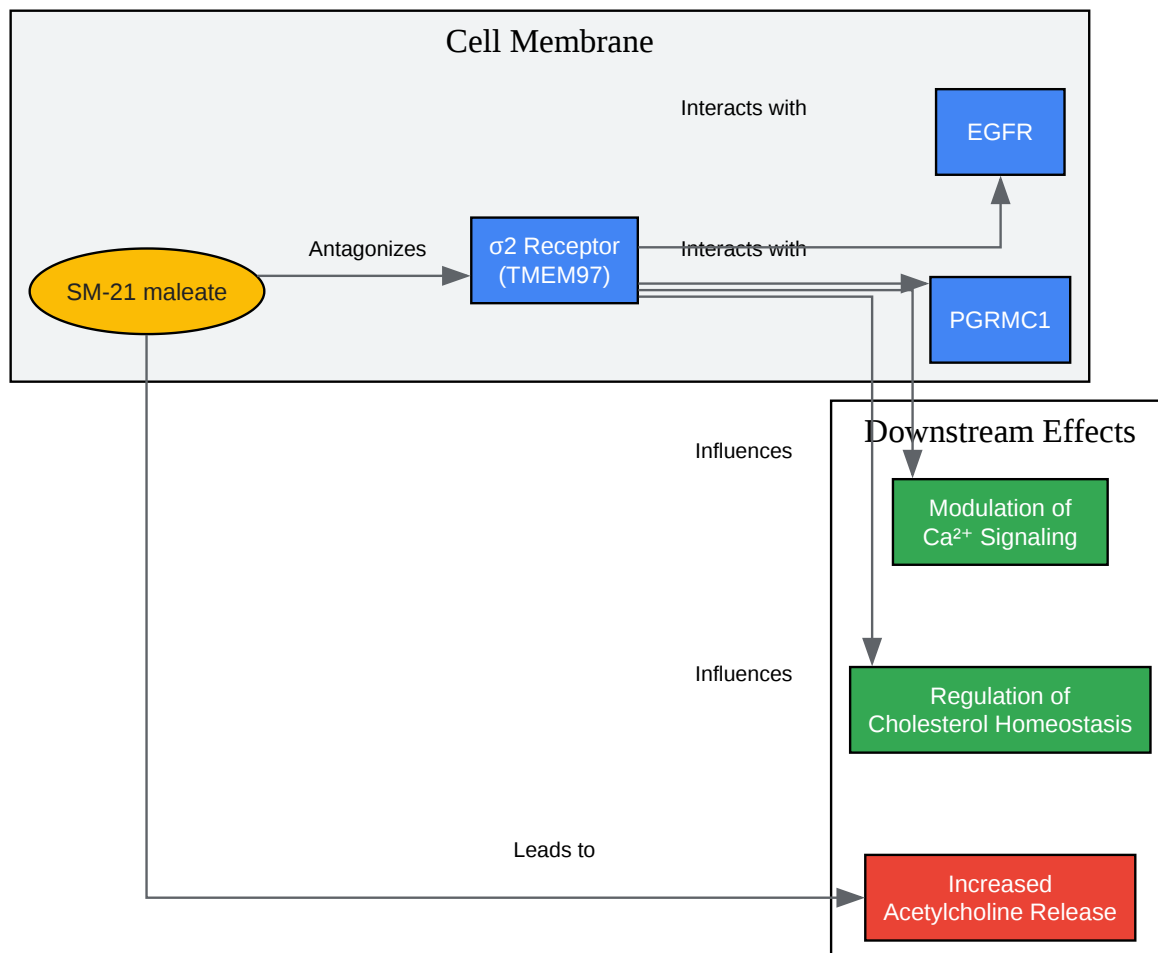 Cell Membrane
Interacts with
EGFR
Antagonizes
σ2 Receptor
(TMEM97)
Interacts with
SM-21 maleate
PGRMC1
Downstream Effects
Influences
Modulation of
Ca²⁺ Signaling
Influences
Regulation of
Cholesterol Homeostasis
Leads to
Increased
Acetylcholine Release